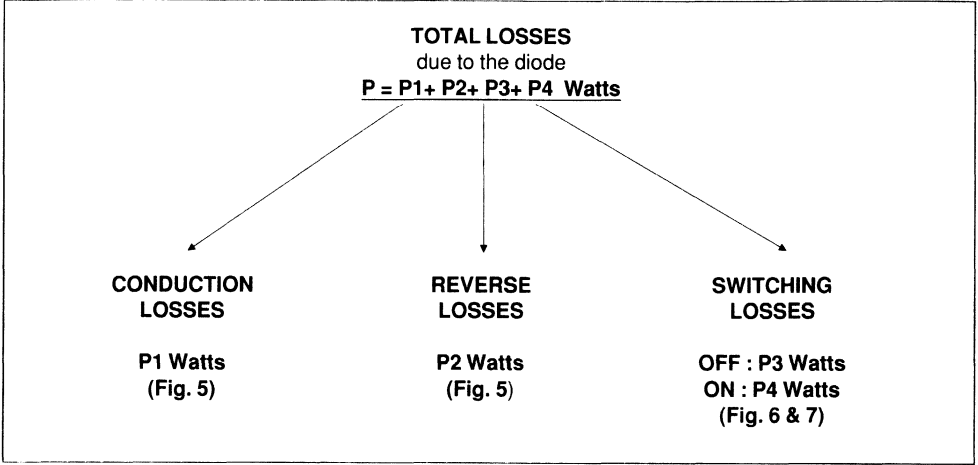 TOTAL LOSSES
due to the diode
P = P1+ P2+ P3+ P4 Watts
CONDUCTION
LOSSES
P1 Watts
(Fig. 5)
REVERSE
LOSSES
P2 Watts
(Fig. 5)
SWITCHING
LOSSES
OFF : P3 Watts
ON : P4 Watts
(Fig. 6 & 7)